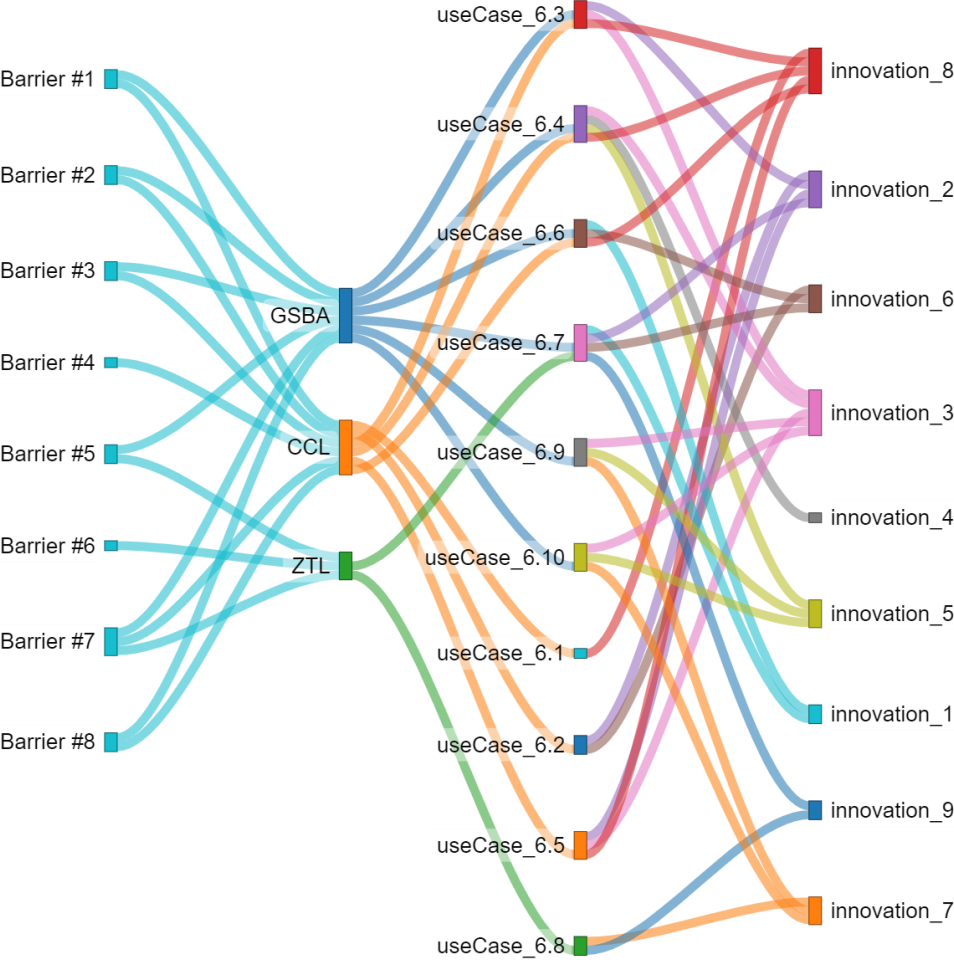 Barrier #1
Barrier #2
Barrier #3
Barrier #4
Barrier #5
Barrier #6
Barrier #7
Barrier #8
GSBA
CCL
ZTL
useCase_6.3
useCase_6.4
useCase_6.6
useCase_6.7
useCase_6.9
useCase_6.10
useCase_6.1
useCase_6.2
useCase_6.5
useCase_6.8
innovation_8
innovation_2
innovation_6
innovation_3
innovation_4
innovation_5
innovation_1
innovation_9
innovation_7